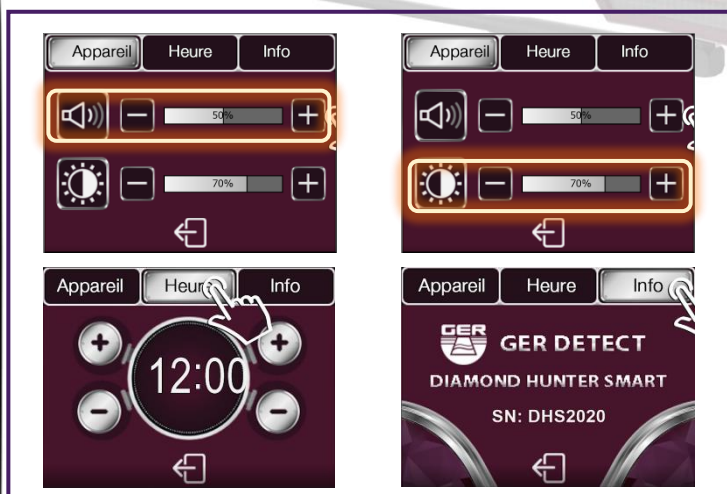 Appareil Heure Info
50%
70%
Appareil Heure Info
50%
70%
Appareil Heure Info
12:00
Appareil Heure Info
GER GER DETECT
DIAMOND HUNTER SMART
SN: DHS2020